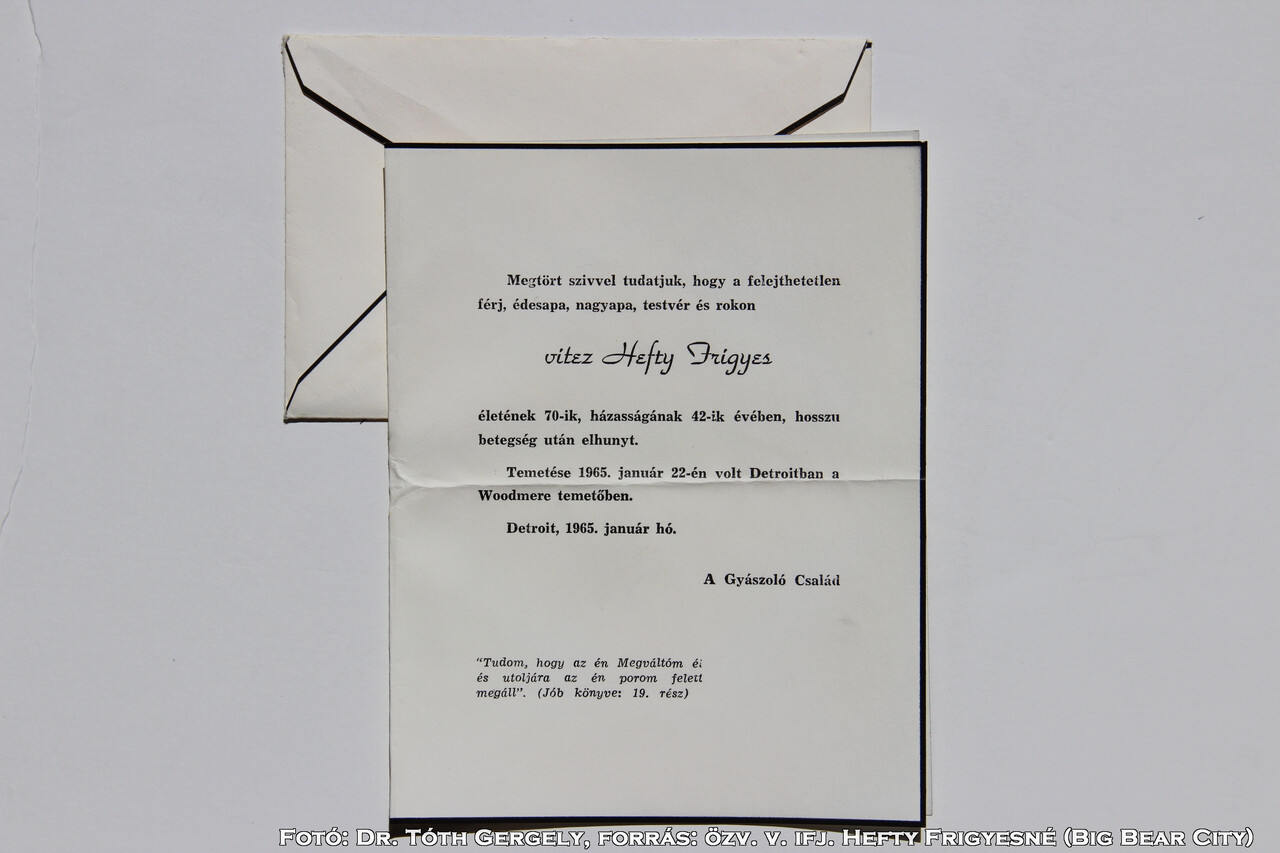 Megtört szivvel tudatjuk, hogy a felejthetetlen
férj, édesapa, nagyapa, testvér és rokon
vitez Hefty Frigyes
életének 70-ik, házasságának 42-ik évében, hosszu
betegség után elhunyt.
Temetése 1965. január 22-én volt Detroitban a
Woodmere temetőben.
Detroit, 1965. január hó.
A Gyászoló Család
"Tudom, hogy az én Megváltóm él
és utoljára az én porom felett
megáll". (Jób könyve: 19. rész)
Fotó: Dr. Tóth Gergely, forrás: özv. v. ifj. Hefty Frigyesné (Big Bear City)